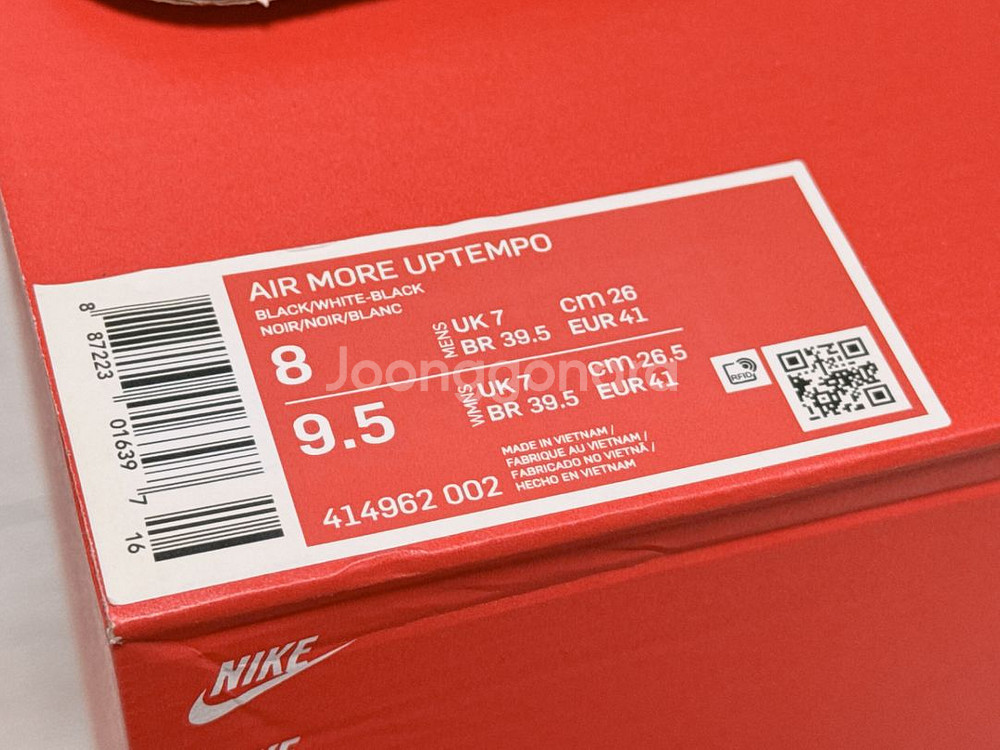 AIR MORE UPTEMPO
BLACK/WHITE-BLACK
NOIR/NOIR/BLANC
8
MENS
UK 7
cm 26
BR 39.5
EUR 41
9.5
WMNS
UK 7
cm 26.5
BR 39.5
EUR 41
414962 002
MADE IN VIETNAM /
FABRIQUE AU VIETNAM /
FABRICADO NO VIETNÃ /
HECHO EN VIETNAM
RFID
8 87223 01639 7
16
Joonggonara
NIKE